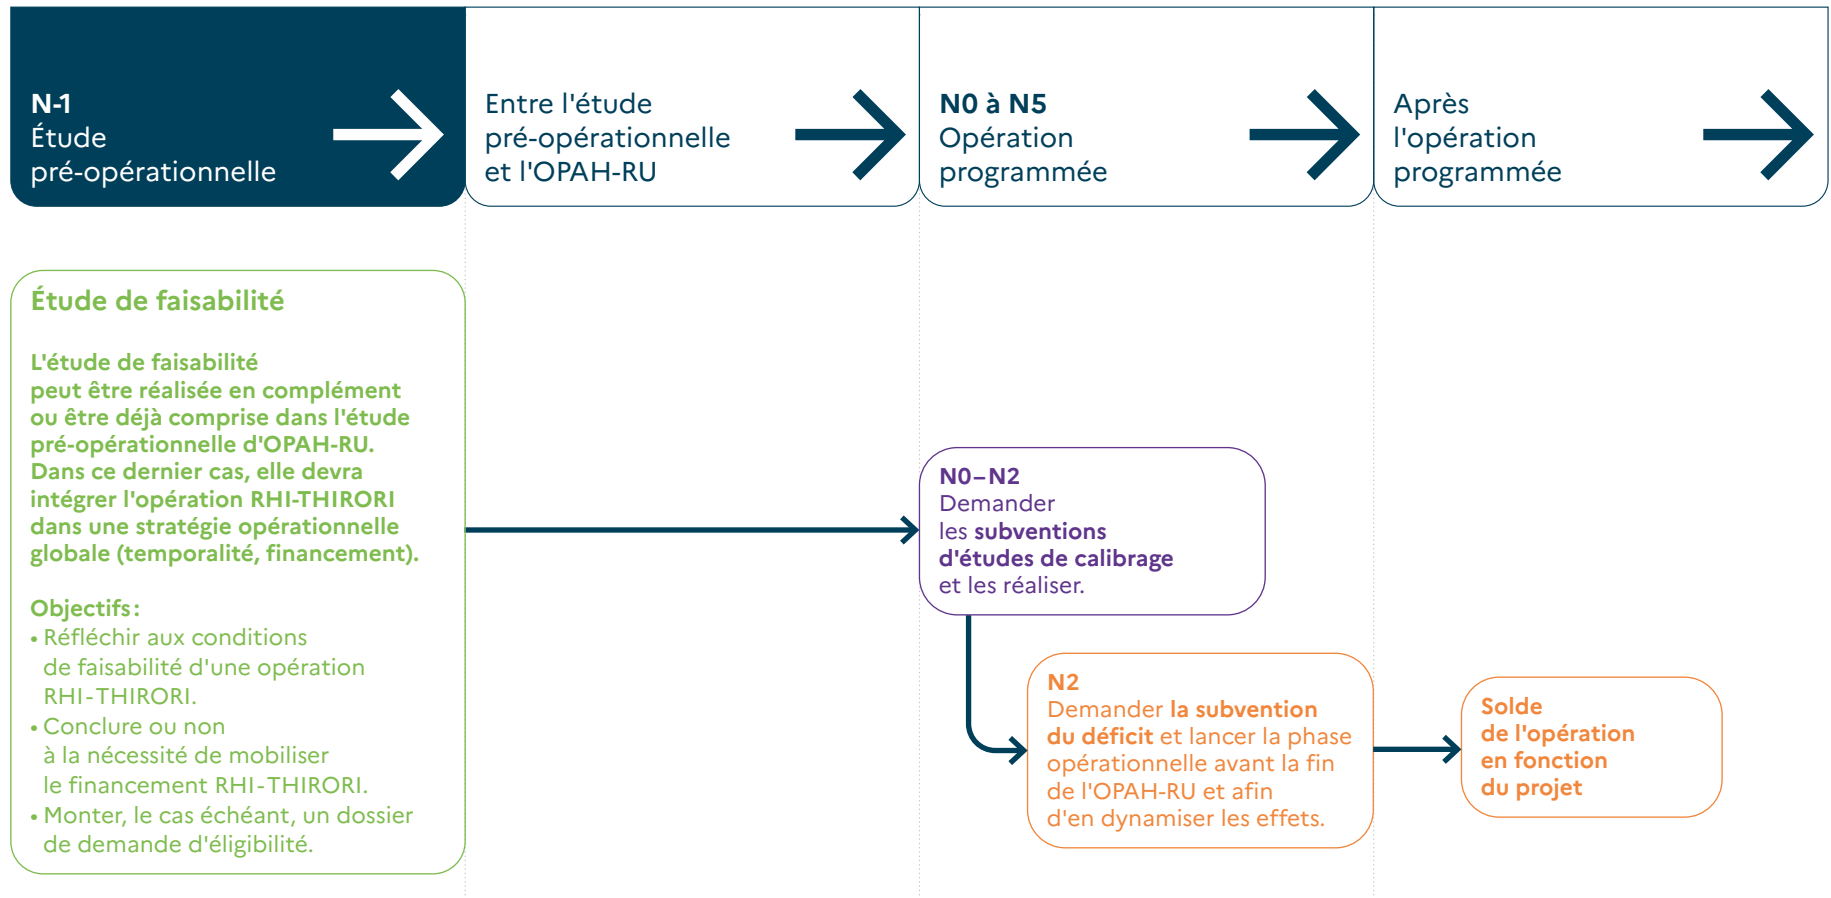 N-1
Étude
pré-opérationnelle
Entre l'étude
pré-opérationnelle
et l'OPAH-RU
N0 à N5
Opération
programmée
Après
l'opération
programmée
Étude de faisabilité
L'étude de faisabilité
peut être réalisée en complément
ou être déjà comprise dans l'étude
pré-opérationnelle d'OPAH-RU.
Dans ce dernier cas, elle devra
intégrer l'opération RHI-THIRORI
dans une stratégie opérationnelle
globale (temporalité, financement).
Objectifs :
• Réfléchir aux conditions
de faisabilité d'une opération
RHI-THIRORI.
• Conclure ou non
à la nécessité de mobiliser
le financement RHI-THIRORI.
• Monter, le cas échéant, un dossier
de demande d'éligibilité.
N0–N2
Demander
les subventions
d'études de calibrage
et les réaliser.
N2
Demander la subvention
du déficit et lancer la phase
opérationnelle avant la fin
de l'OPAH-RU et afin
d'en dynamiser les effets.
Solde
de l'opération
en fonction
du projet